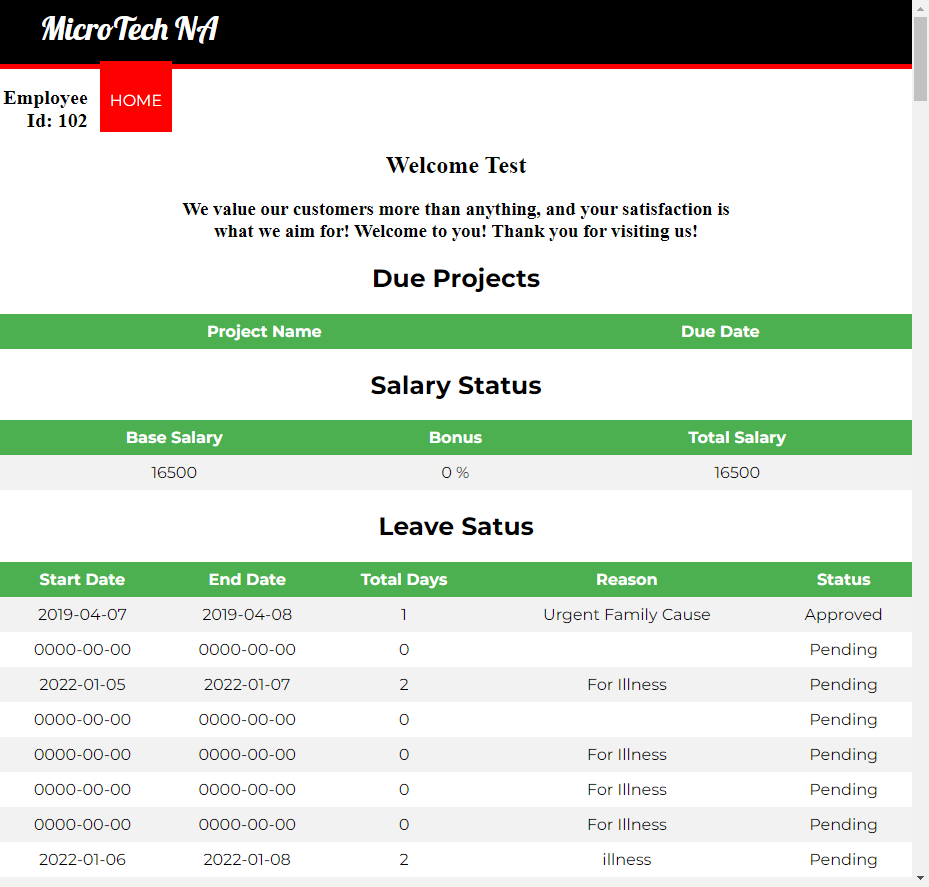 MicroTech NA
Employee
Id: 102
HOME
Welcome Test
We value our customers more than anything, and your satisfaction is
what we aim for! Welcome to you! Thank you for visiting us!
Due Projects
Project Name Due Date
Salary Status
Base Salary Bonus Total Salary
16500 0 % 16500
Leave Satus
Start Date End Date Total Days Reason Status
2019-04-07 2019-04-08 1 Urgent Family Cause Approved
0000-00-00 0000-00-00 0 Pending
2022-01-05 2022-01-07 2 For Illness Pending
0000-00-00 0000-00-00 0 Pending
0000-00-00 0000-00-00 0 For Illness Pending
0000-00-00 0000-00-00 0 For Illness Pending
0000-00-00 0000-00-00 0 For Illness Pending
2022-01-06 2022-01-08 2 illness Pending